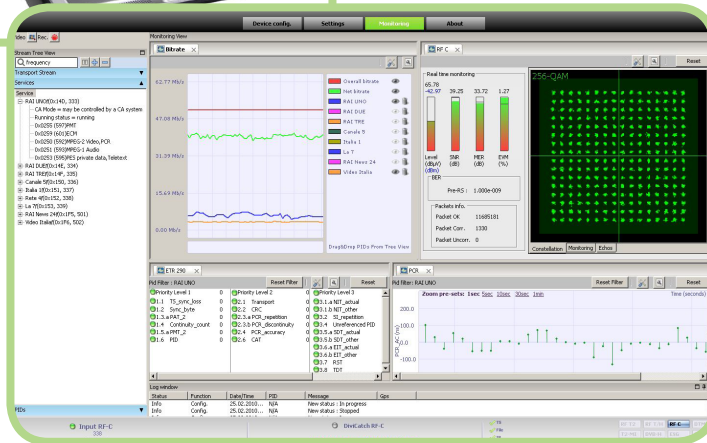 Device config. Settings Monitoring About
Video Rec.
Monitoring View
Stream Tree View
frequency
Transport Stream
Services
Service
RAI UNO(0x14D, 333)
CA Mode = may be controlled by a CA system
Running status = running
0x0255 (597)PMT
0x0259 (601)ECM
0x0250 (592)MPEG-2 Video,PCR
0x0251 (593)MPEG-1 Audio
0x0253 (595)PES private data,Teletext
RAI DUE(0x14E, 334)
RAI TRE(0x14F, 335)
Canale 5(0x150, 336)
Italia 1(0x151, 337)
Rete 4(0x152, 338)
La 7(0x153, 339)
RAI News 24(0x1F5, 501)
Video Italia(0x1F6, 502)
PIDs
Bitrate
62.77 Mb/s
47.08 Mb/s
31.39 Mb/s
15.69 Mb/s
0.00 Mb/s
Overall bitrate
Net bitrate
RAI UNO
RAI DUE
RAI TRE
Canale 5
Italia 1
La 7
RAI News 24
Video Italia
Drag&Drop PIDs From Tree View
RF C
Reset
Real time monitoring
65.78
-42.97 39.25 33.72 1.27
Level SNR MER EVM
(dBµV) (dB) (dB) (%)
(dBm)
BER
Pre-RS : 1.000e-009
Packets info.
Packet OK 11685181
Packet Corr. 1330
Packet Uncorr. 0
256-QAM
Constellation Monitoring Echos
ETR 290
Pid Filter : RAI UNO Reset Filter Reset
Priority Level 1 0
1.1 TS_sync_loss 0
1.2 Sync_byte 0
1.3.a PAT_2 0
1.4 Continuity_count 0
1.5.a PMT_2 0
1.6 PID 0
Priority Level 2 0
2.1 Transport 0
2.2 CRC 0
2.3.a PCR_repetition 0
2.3.b PCR_discontinuity 0
2.4 PCR_accuracy 0
2.6 CAT 0
Priority Level 3
3.1.a NIT_actual
3.1.b NIT_other
3.2 SI_repetition
3.4 Unreferenced PID
3.5.a SDT_actual
3.5.b SDT_other
3.6.a EIT_actual
3.6.b EIT_other
3.7 RST
3.8 TDT
PCR
Pid filter: RAI UNO Reset Filter Reset
Zoom pre-sets: 1sec 5sec 10sec 30sec 1min Time (seconds)
PCR_AC (ns)
200.0
100.0
0.0
-100.0
Log window
Status Function Date/Time PID Message Gps
Info Config. 25.02.2010... N/A New status : In progress
Info Config. 25.02.2010... N/A New status : Stopped
Input RF-C
338
DiviCatch RF-C
RF-C